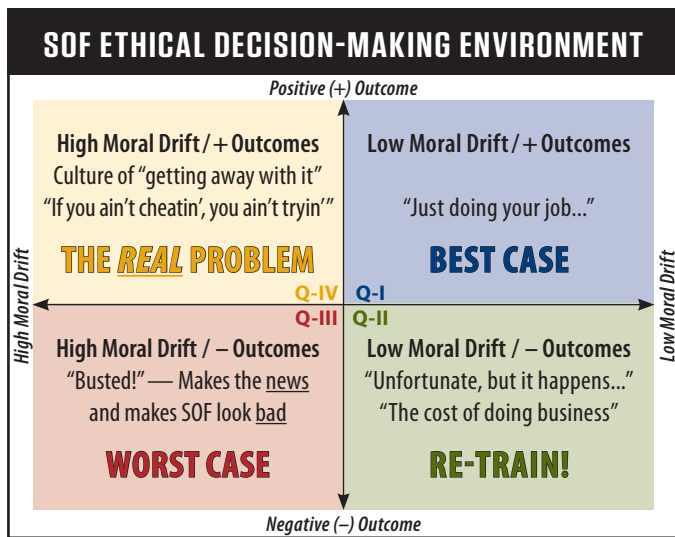 SOF ETHICAL DECISION-MAKING ENVIRONMENT
Positive (+) Outcome
High Moral Drift / + Outcomes
Culture of “getting away with it”
“If you ain’t cheatin’, you ain’t tryin’”
THE REAL PROBLEM
Q-IV
Low Moral Drift / + Outcomes
“Just doing your job...”
BEST CASE
Q-I
High Moral Drift
Low Moral Drift
Q-III
High Moral Drift / – Outcomes
“Busted!” — Makes the news
and makes SOF look bad
WORST CASE
Q-II
Low Moral Drift / – Outcomes
“Unfortunate, but it happens...”
“The cost of doing business”
RE-TRAIN!
Negative (–) Outcome